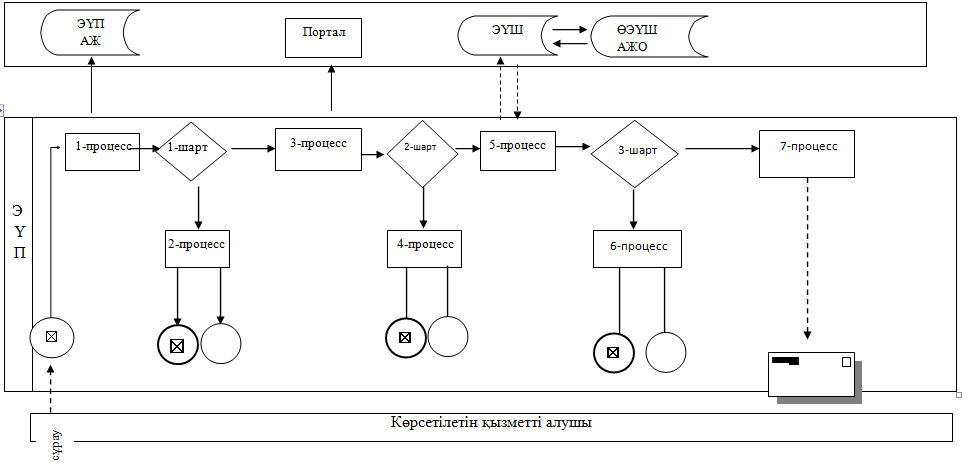 ЭҮП
АЖ
Портал
ЭҮШ
ӨЭҮШ
АЖО
1-процесс
1-шарт
3-процесс
2-шарт
5-процесс
3-шарт
7-процесс
Э
Ү
П
2-процесс
4-процесс
6-процесс
Көрсетілетін қызметті алушы
сұрау